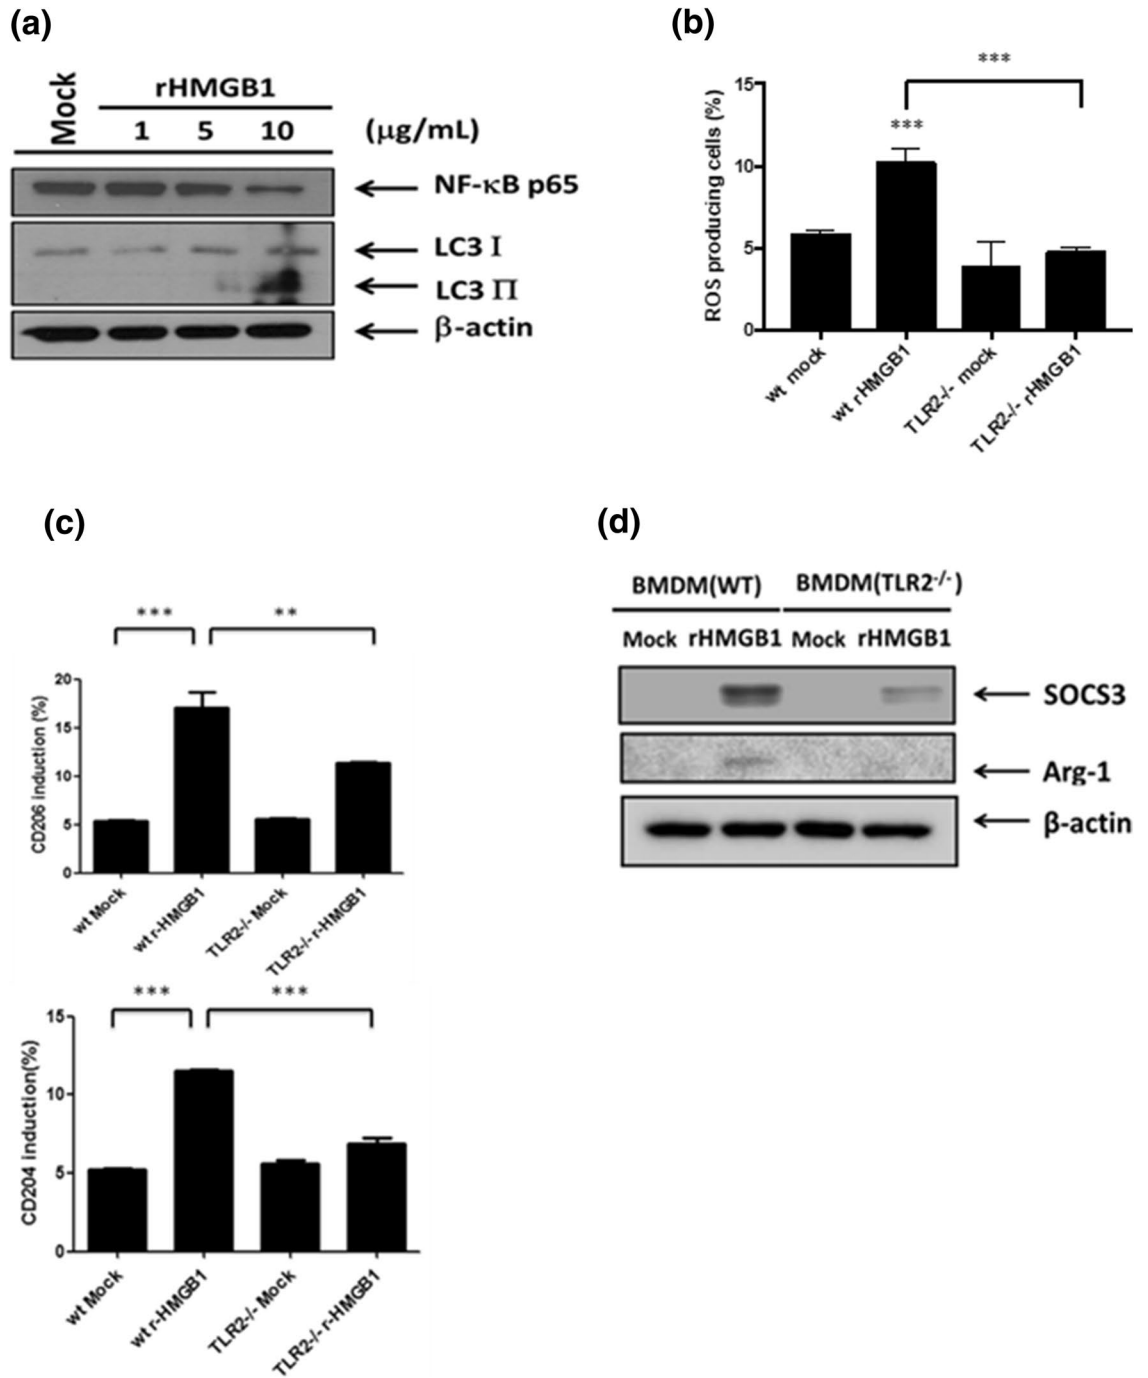 (a)
Mock
rHMGB1
1 5 10 (μg/mL)
NF-κB p65
LC3 I
LC3 Π
β-actin
(b)
***
***
ROS producing cells (%)
15
10
5
0
wt mock
wt rHMGB1
TLR2-/- mock
TLR2-/- rHMGB1
(c)
*** **
CD206 induction (%)
20
15
10
5
0
wt Mock
wt r-HMGB1
TLR2-/- Mock
TLR2-/- r-HMGB1
*** ***
CD204 induction(%)
15
10
5
0
wt Mock
wt r-HMGB1
TLR2-/- Mock
TLR2-/- r-HMGB1
(d)
BMDM(WT) BMDM(TLR2-/-)
Mock rHMGB1 Mock rHMGB1
SOCS3
Arg-1
β-actin